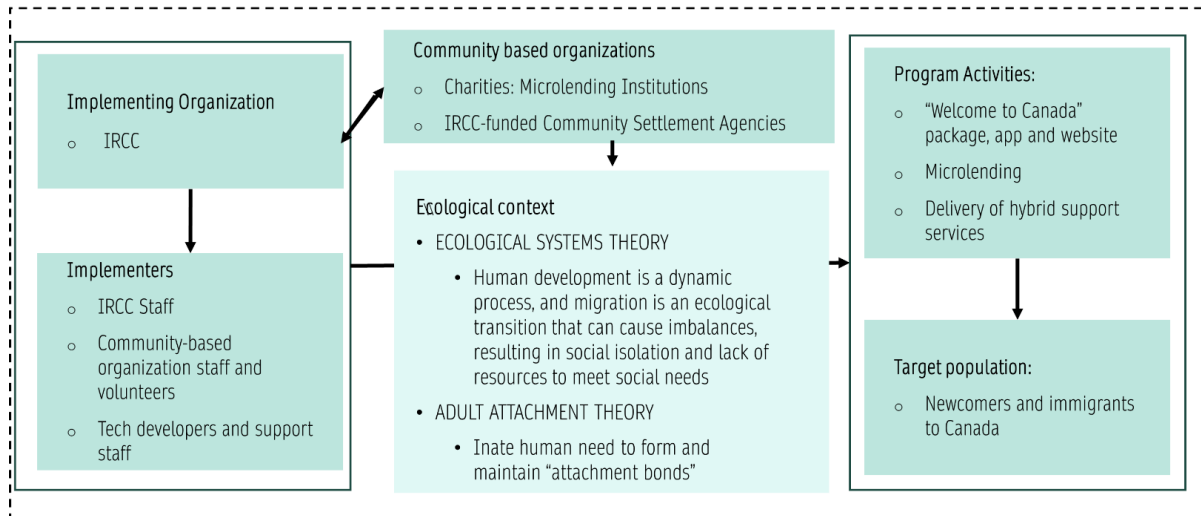 Implementing Organization
o IRCC
Implementers
o IRCC Staff
o Community-based
organization staff and
volunteers
o Tech developers and support
staff
Community based organizations
o Charities: Microlending Institutions
o IRCC-funded Community Settlement Agencies
Ecological context
• ECOLOGICAL SYSTEMS THEORY
• Human development is a dynamic
process, and migration is an ecological
transition that can cause imbalances,
resulting in social isolation and lack of
resources to meet social needs
• ADULT ATTACHMENT THEORY
• Inate human need to form and
maintain “attachment bonds”
Program Activities:
o “Welcome to Canada”
package, app and website
o Microlending
o Delivery of hybrid support
services
Target population:
o Newcomers and immigrants
to Canada